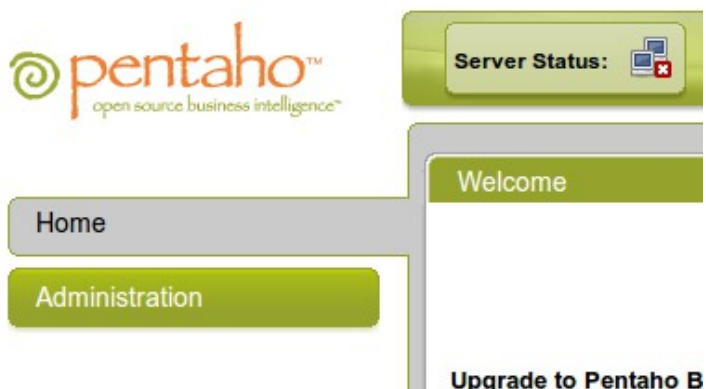 pentaho™
open source business intelligence™
Server Status:
Welcome
Home
Administration
Upgrade to Pentaho B